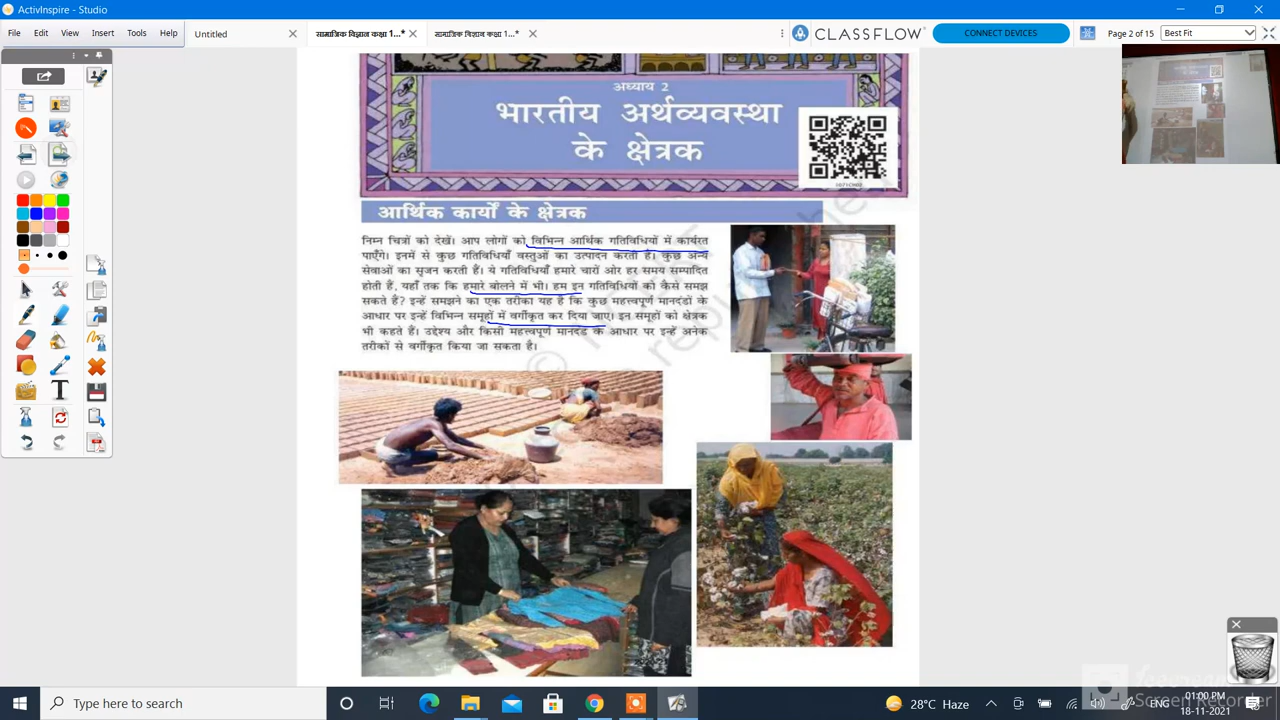 ActivInspire - Studio
File Edit View Insert Tools Help
Untitled
सामाजिक विज्ञान कक्षा 1...*
सामाजिक विज्ञान कक्षा 1...*
CLASSFLOW
CONNECT DEVICES
Page 2 of 15
Best Fit
अध्याय 2
भारतीय अर्थव्यवस्था
के क्षेत्रक
1071CH02
आर्थिक कार्यों के क्षेत्रक
निम्न चित्रों को देखें। आप लोगों को विभिन्न आर्थिक गतिविधियों में कार्यरत
पाएँगे। इनमें से कुछ गतिविधियाँ वस्तुओं का उत्पादन करती हैं। कुछ अन्य
सेवाओं का सृजन करती हैं। ये गतिविधियाँ हमारे चारों ओर हर समय सम्पादित
होती हैं, यहाँ तक कि हमारे बोलने में भी। हम इन गतिविधियों को कैसे समझ
सकते हैं? इन्हें समझने का एक तरीका यह है कि कुछ महत्त्वपूर्ण मानदंडों के
आधार पर इन्हें विभिन्न समूहों में वर्गीकृत कर दिया जाए। इन समूहों को क्षेत्रक
भी कहते हैं। उद्देश्य और किसी महत्त्वपूर्ण मानदंड के आधार पर इन्हें अनेक
तरीकों से वर्गीकृत किया जा सकता है।
Type here to search
28°C Haze
ENG
01:00 PM
18-11-2021
Screen Recorder